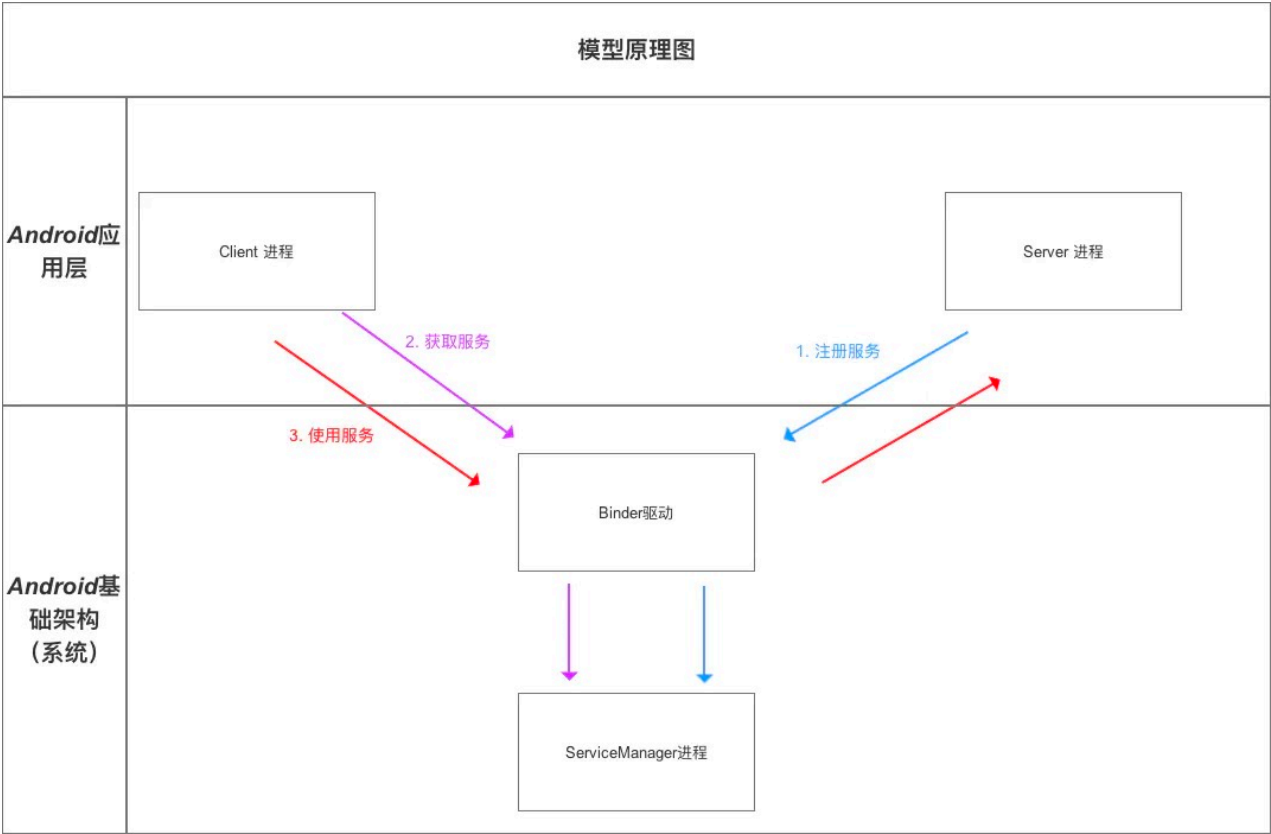 模型原理图
Android应
用层
Client 进程
Server 进程
2. 获取服务
1. 注册服务
3. 使用服务
Android基
础架构
（系统）
Binder驱动
ServiceManager进程